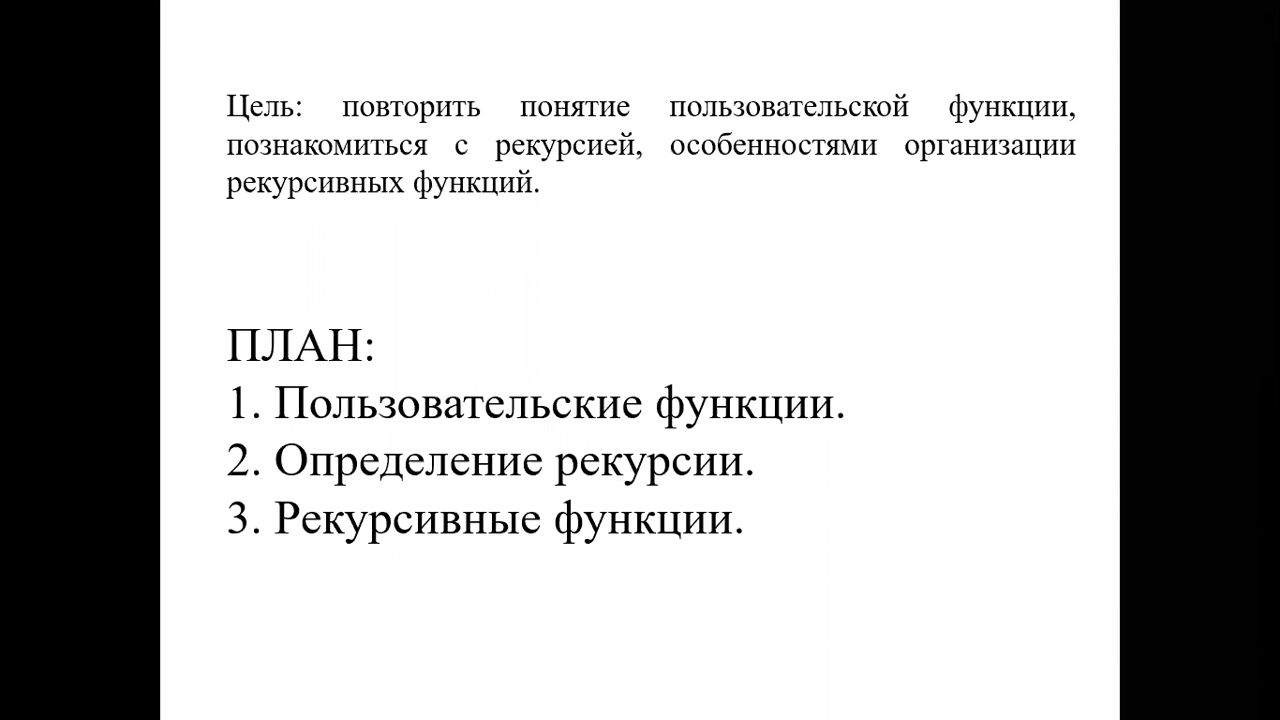 Цель: повторить понятие пользовательской функции,
познакомиться с рекурсией, особенностями организации
рекурсивных функций.
ПЛАН:
1. Пользовательские функции.
2. Определение рекурсии.
3. Рекурсивные функции.